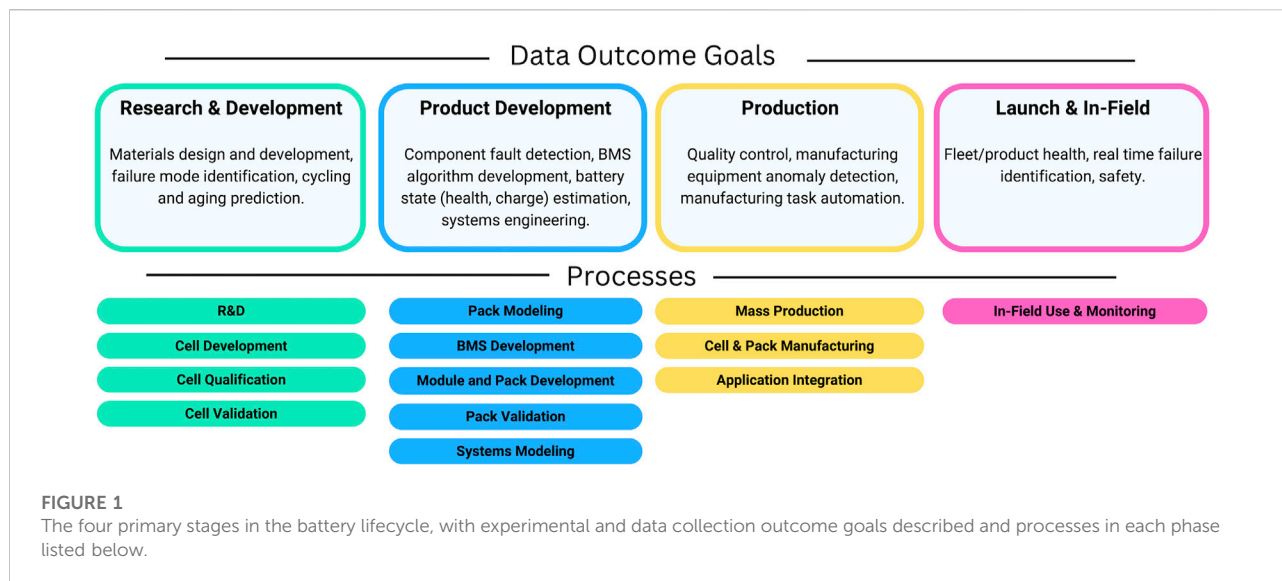 Data Outcome Goals
Research & Development
Materials design and development,
failure mode identification, cycling
and aging prediction.
Product Development
Component fault detection, BMS
algorithm development, battery
state (health, charge) estimation,
systems engineering.
Production
Quality control, manufacturing
equipment anomaly detection,
manufacturing task automation.
Launch & In-Field
Fleet/product health, real time failure
identification, safety.
Processes
R&D
Cell Development
Cell Qualification
Cell Validation
Pack Modeling
BMS Development
Module and Pack Development
Pack Validation
Systems Modeling
Mass Production
Cell & Pack Manufacturing
Application Integration
In-Field Use & Monitoring
FIGURE 1
The four primary stages in the battery lifecycle, with experimental and data collection outcome goals described and processes in each phase
listed below.